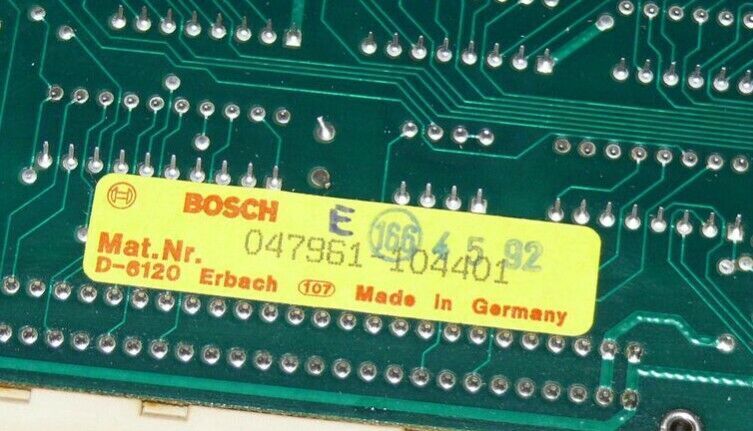 BOSCH E 166 4 5 92
Mat.Nr. 047961-104401
D-6120 Erbach 107 Made in Germany